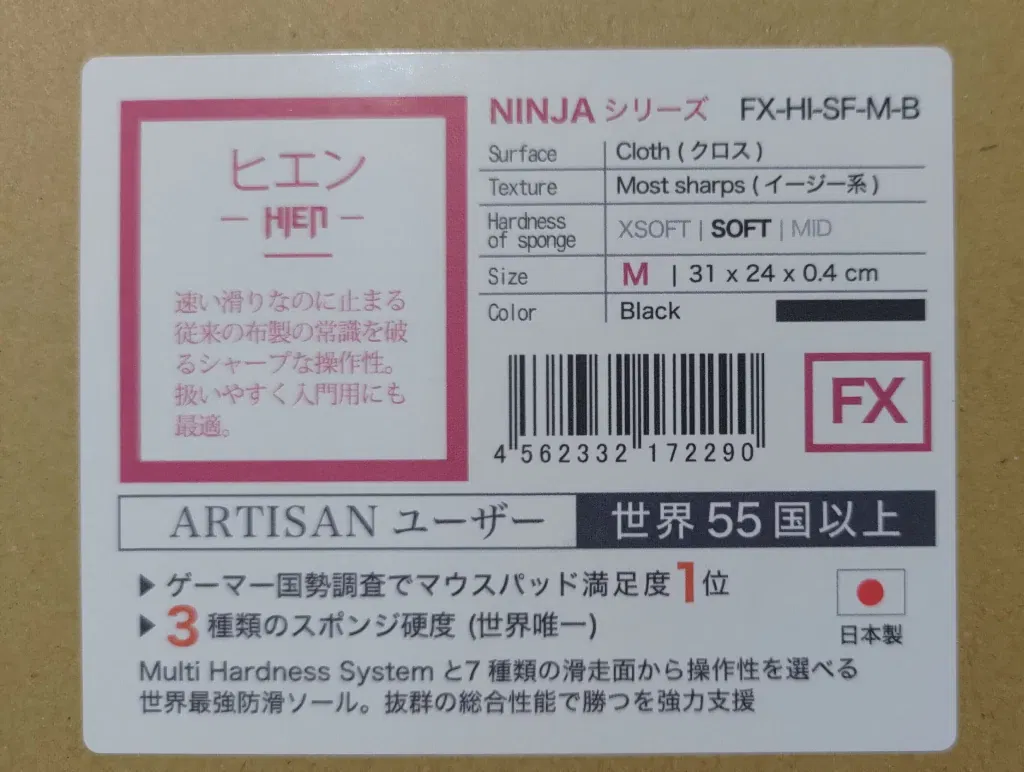 ヒエン
HIEN
速い滑りなのに止まる
従来の布製の常識を破
るシャープな操作性。
扱いやすく入門用にも
最適。
NINJA シリーズ FX-HI-SF-M-B
Surface Cloth ( クロス )
Texture Most sharps ( イージー系 )
Hardness
of sponge XSOFT | SOFT | MID
Size M | 31 x 24 x 0.4 cm
Color Black
4 562332 172290
FX
ARTISAN ユーザー 世界 55 国以上
▶ ゲーマー国勢調査でマウスパッド満足度 1 位
▶ 3 種類のスポンジ硬度 (世界唯一)
日本製
Multi Hardness System と7 種類の滑走面から操作性を選べる
世界最強防滑ソール。抜群の総合性能で勝つを強力支援